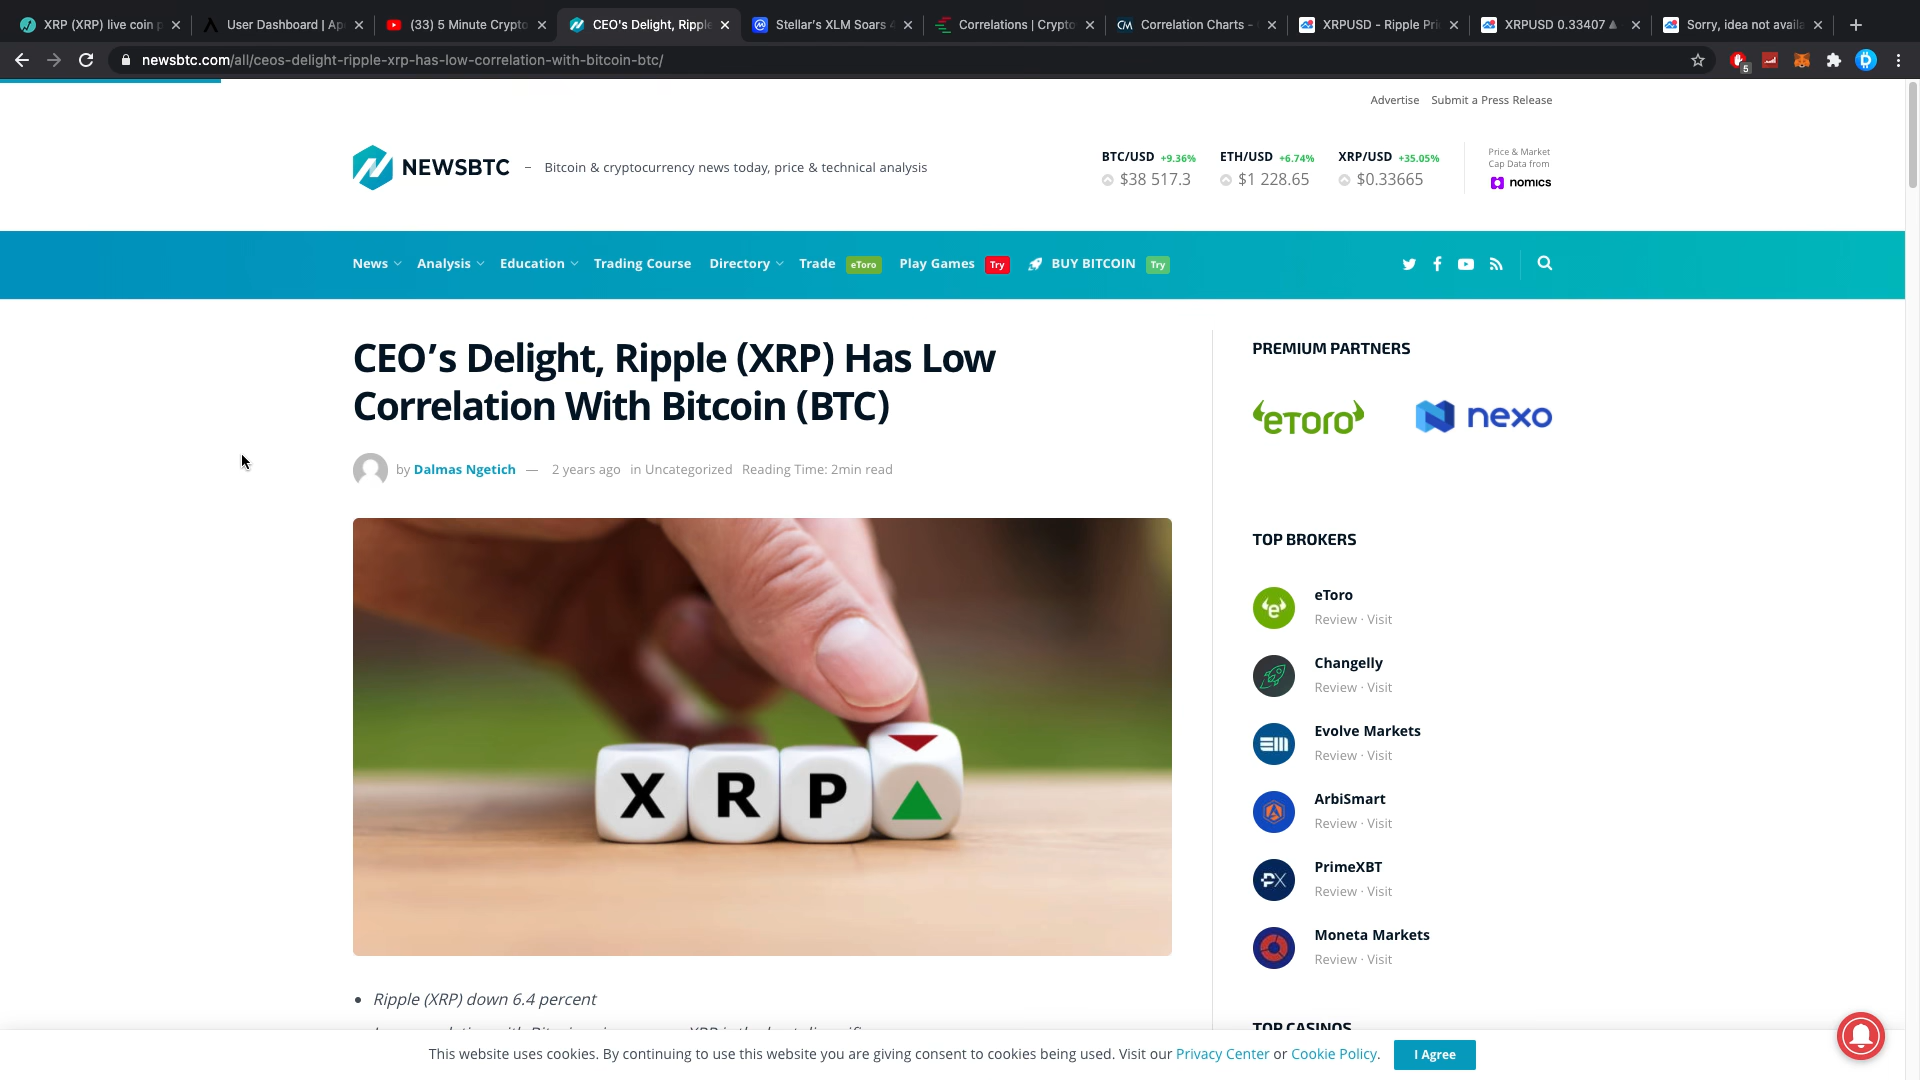 XRP (XRP) live coin p
User Dashboard | Ap
(33) 5 Minute Crypto
CEO's Delight, Ripple
Stellar's XLM Soars 4
Correlations | Crypto
Correlation Charts -
XRPUSD - Ripple Pri
XRPUSD 0.33407 ▲
Sorry, idea not availa
newsbtc.com/all/ceos-delight-ripple-xrp-has-low-correlation-with-bitcoin-btc/
5
Advertise Submit a Press Release
NEWSBTC – Bitcoin & cryptocurrency news today, price & technical analysis
BTC/USD +9.36% ETH/USD +6.74% XRP/USD +35.05%
$38 517.3 $1 228.65 $0.33665
Price & Market
Cap Data from
nomics
News Analysis Education Trading Course Directory Trade eToro Play Games Try BUY BITCOIN Try
CEO's Delight, Ripple (XRP) Has Low
Correlation With Bitcoin (BTC)
by Dalmas Ngetich — 2 years ago in Uncategorized Reading Time: 2min read
X R P
• Ripple (XRP) down 6.4 percent
PREMIUM PARTNERS
eToro nexo
TOP BROKERS
eToro
Review · Visit
Changelly
Review · Visit
Evolve Markets
Review · Visit
ArbiSmart
Review · Visit
PrimeXBT
Review · Visit
Moneta Markets
Review · Visit
TOP CASINOS
This website uses cookies. By continuing to use this website you are giving consent to cookies being used. Visit our Privacy Center or Cookie Policy.
I Agree